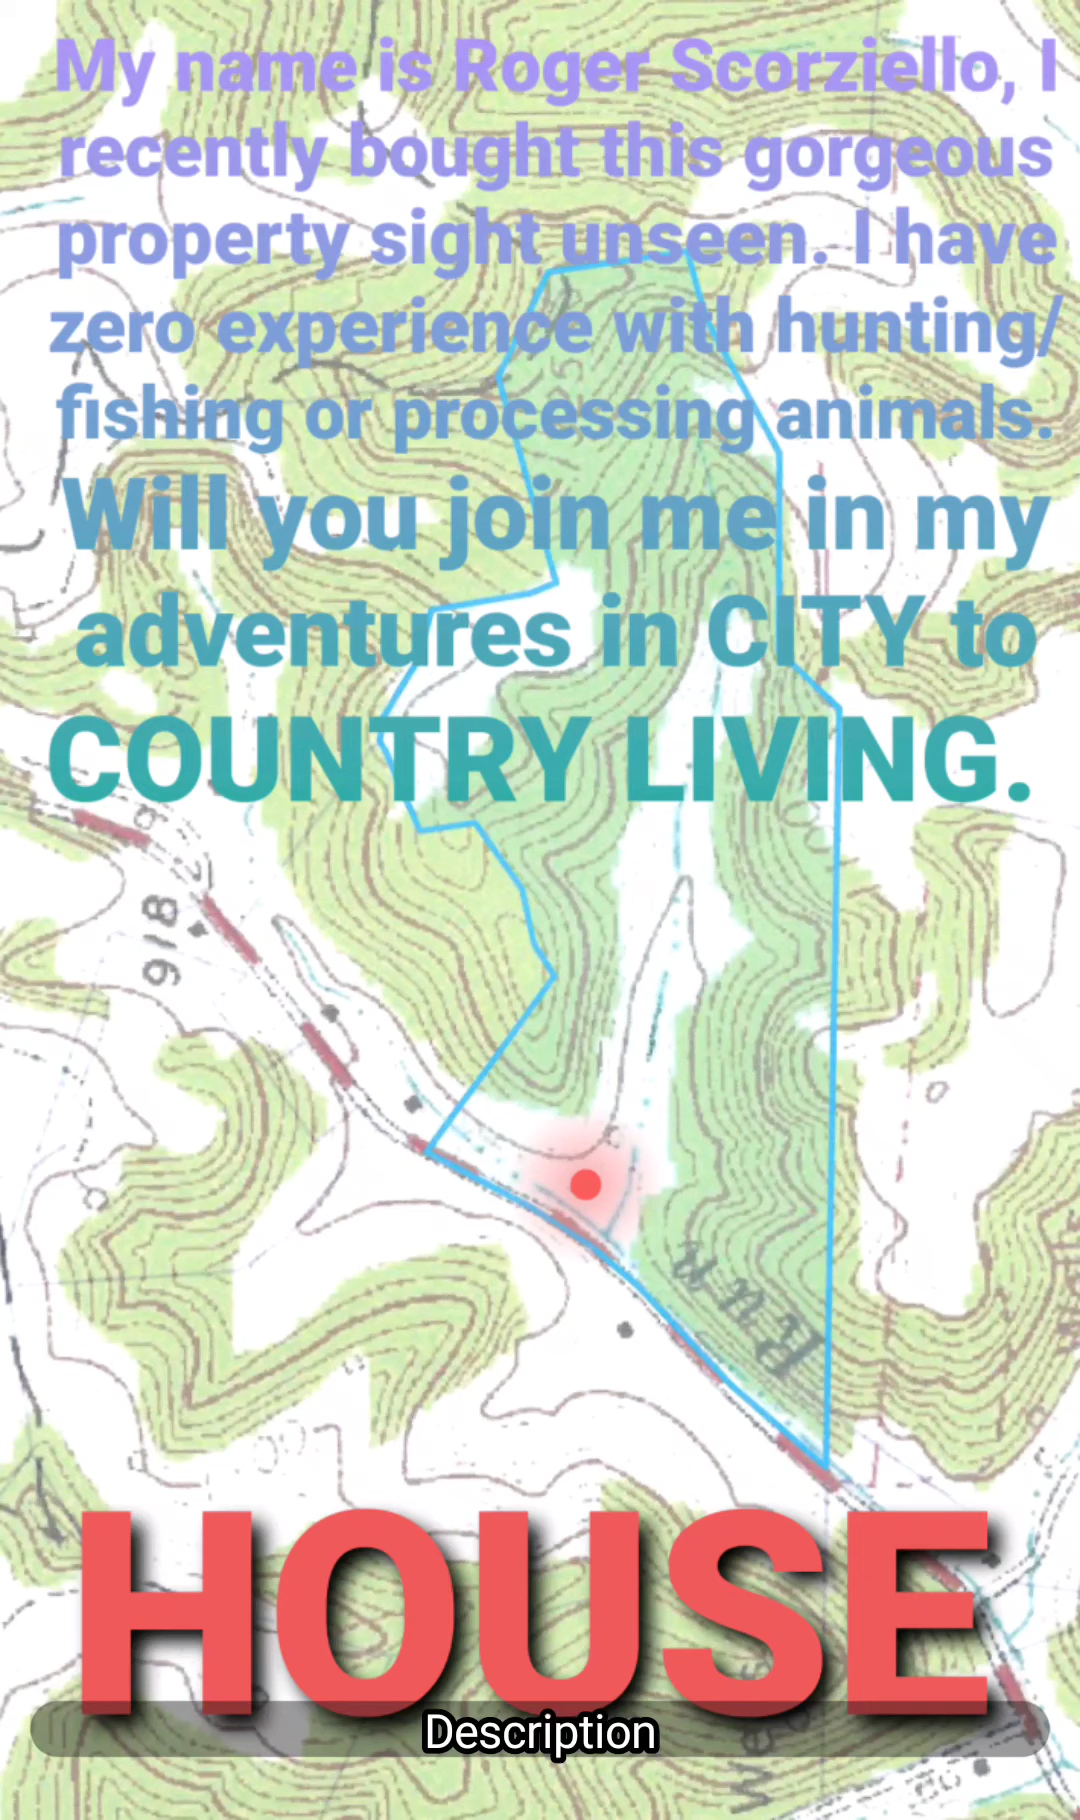 My name is Roger Scorziello, I
recently bought this gorgeous
property sight unseen. I have
zero experience with hunting/
fishing or processing animals.
Will you join me in my
adventures in CITY to
COUNTRY LIVING.
918
Run
HOUSE
Description